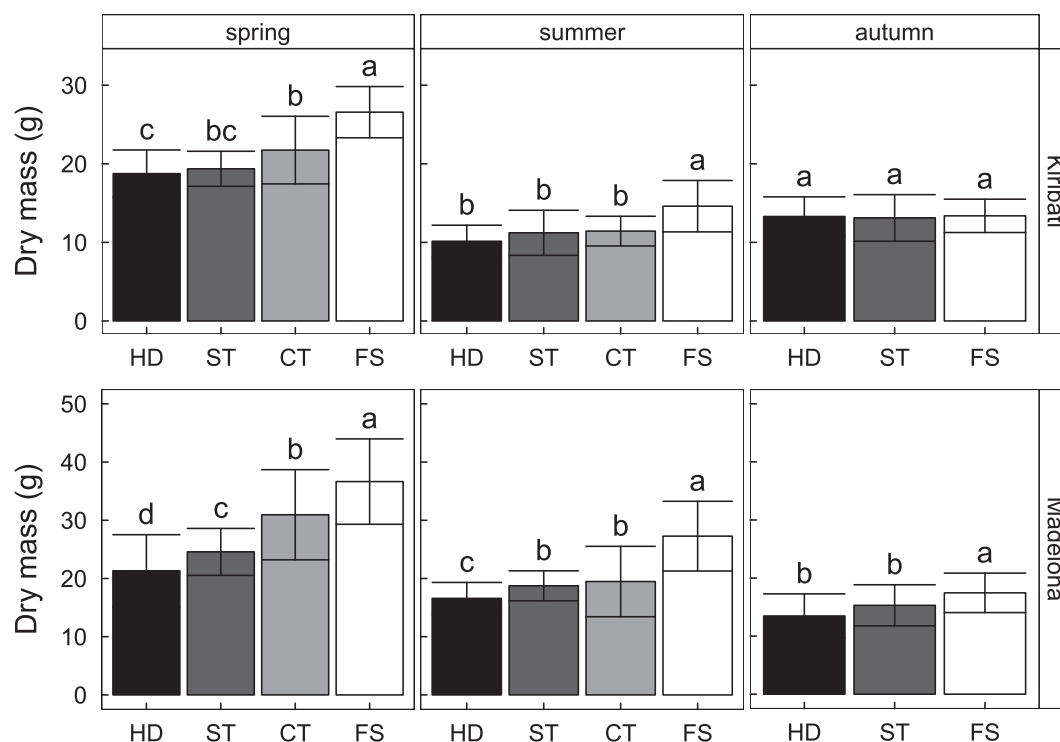 spring summer autumn
Dry mass (g)
30
20
10
0
c bc b a
b b b a
a a a
HD ST CT FS HD ST CT FS HD ST FS
Dry mass (g)
50
40
30
20
10
0
d c b a
c b b a
b b a
HD ST CT FS HD ST CT FS HD ST FS